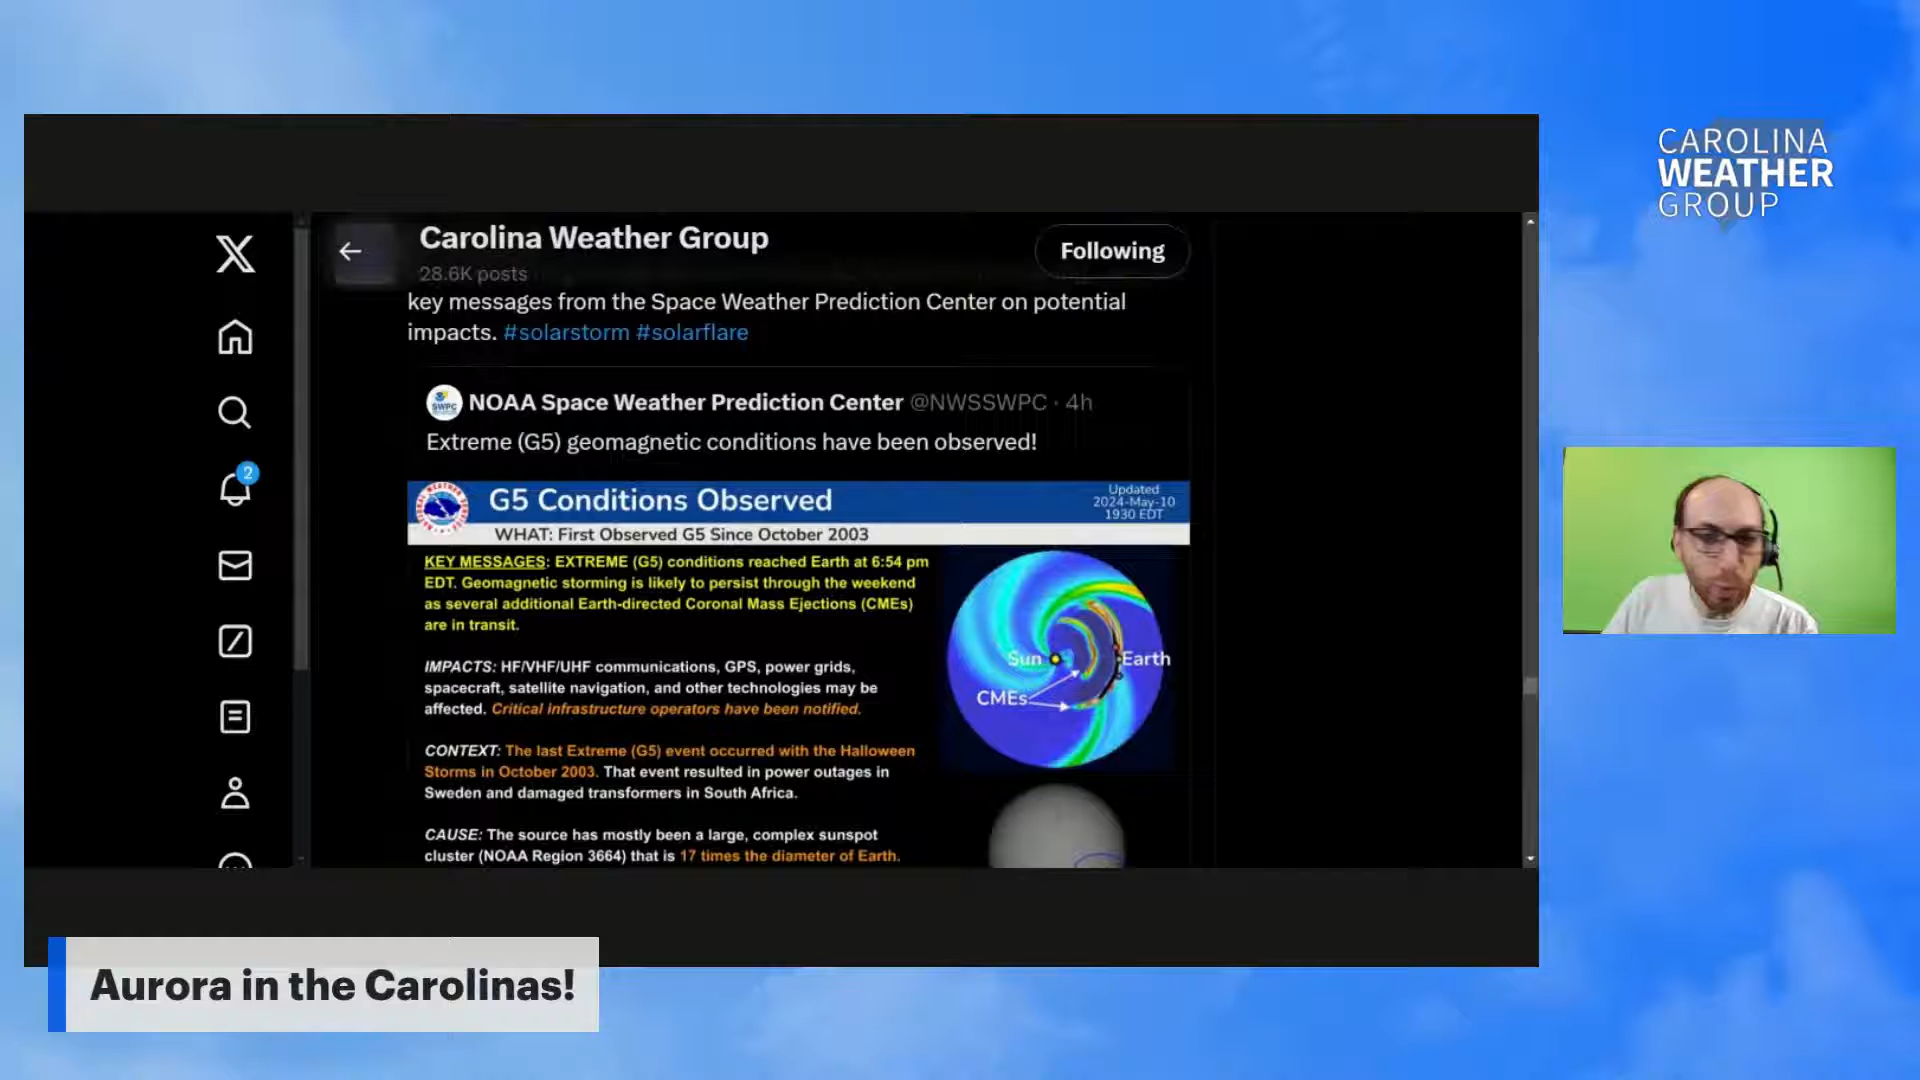 CAROLINA
WEATHER
GROUP
Carolina Weather Group
28.6K posts
Following
key messages from the Space Weather Prediction Center on potential
impacts. #solarstorm #solarflare
2
SWPC
NOAA Space Weather Prediction Center @NWSSWPC · 4h
Extreme (G5) geomagnetic conditions have been observed!
G5 Conditions Observed
Updated
2024-May-10
1930 EDT
WHAT: First Observed G5 Since October 2003
KEY MESSAGES: EXTREME (G5) conditions reached Earth at 6:54 pm
EDT. Geomagnetic storming is likely to persist through the weekend
as several additional Earth-directed Coronal Mass Ejections (CMEs)
are in transit.
IMPACTS: HF/VHF/UHF communications, GPS, power grids,
spacecraft, satellite navigation, and other technologies may be
affected. Critical infrastructure operators have been notified.
CONTEXT: The last Extreme (G5) event occurred with the Halloween
Storms in October 2003. That event resulted in power outages in
Sweden and damaged transformers in South Africa.
CAUSE: The source has mostly been a large, complex sunspot
cluster (NOAA Region 3664) that is 17 times the diameter of Earth.
Sun
Earth
CMEs
Aurora in the Carolinas!